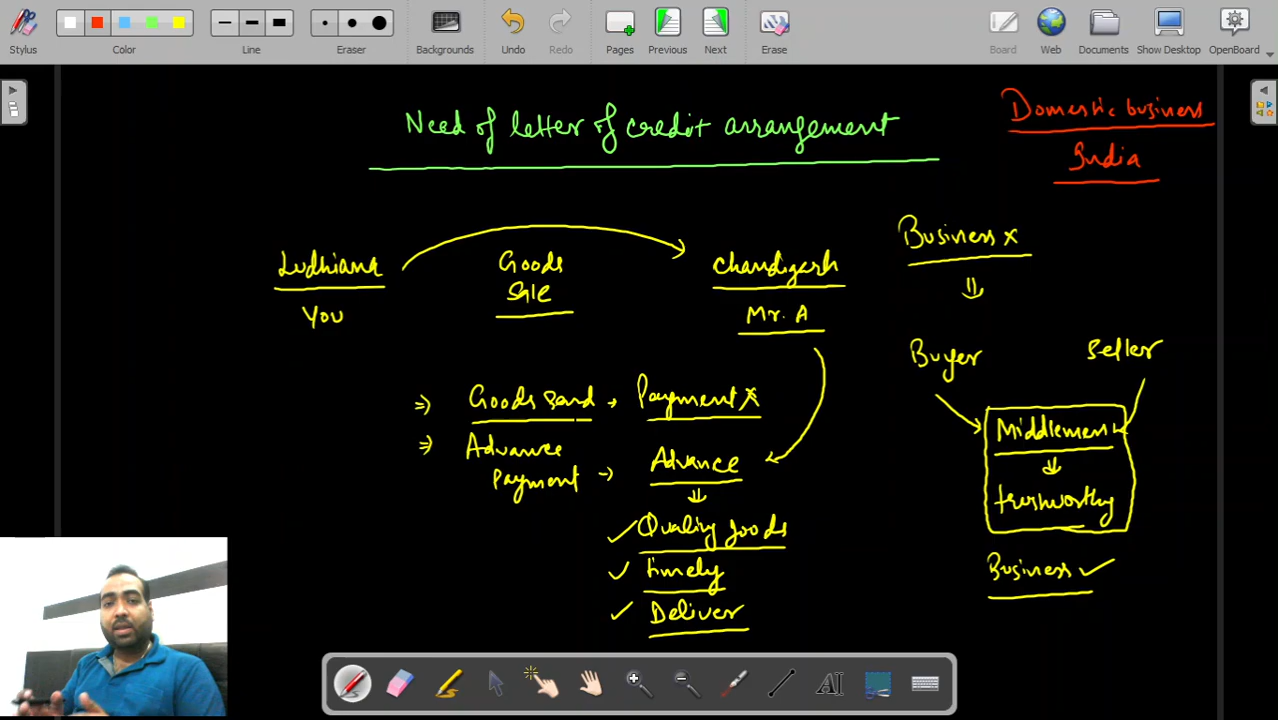 Stylus
Color
Line
Eraser
Backgrounds
Undo
Redo
Pages
Previous
Next
Erase
Board
Web
Documents
Show Desktop
OpenBoard
Need of letter of credit arrangement
Domestic business
India
Ludhiana
You
Goods
Sale
Chandigarh
Mr. A
Business x
⇓
Buyer
Seller
⇒ Goods send → Payment x
⇒ Advance
Payment → Advance
⇓
✓ Quality goods
✓ timely
✓ Deliver
Middlement
⇓
trustworthy
Business ✓
AI